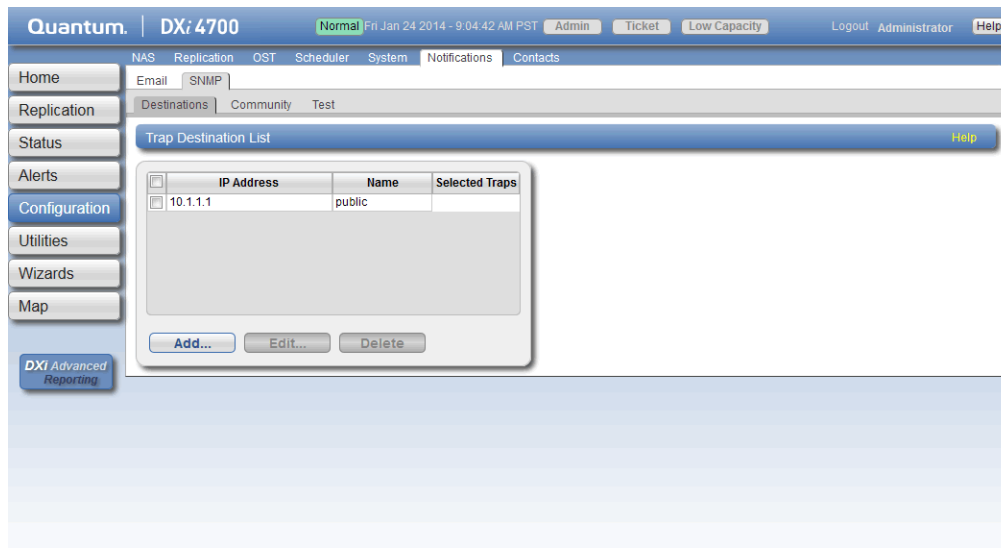 Quantum. | DXi 4700 Normal Fri Jan 24 2014 - 9:04:42 AM PST Admin Ticket Low Capacity Logout Administrator Help
NAS Replication OST Scheduler System Notifications Contacts
Home
Email SNMP
Replication
Destinations Community Test
Status
Trap Destination List Help
Alerts
IP Address Name Selected Traps
Configuration
10.1.1.1 public
Utilities
Wizards
Map
Add... Edit... Delete
DXi Advanced
Reporting